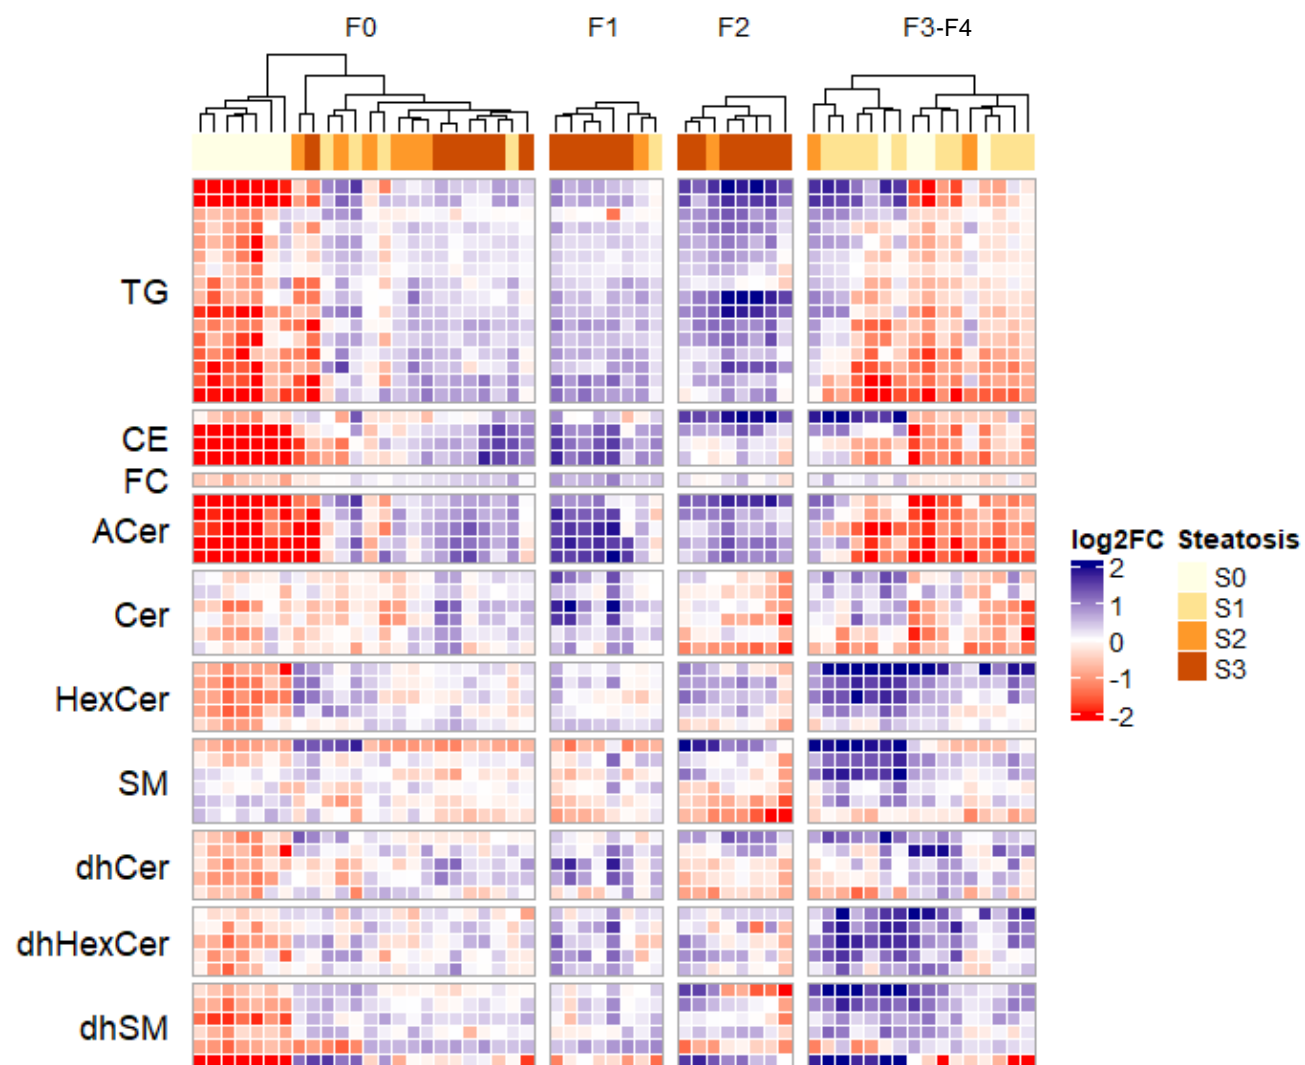 F0 F1 F2 F3-F4
TG
CE
FC
ACer
Cer
HexCer
SM
dhCer
dhHexCer
dhSM
log2FC Steatosis
2
1
0
-1
-2
S0
S1
S2
S3